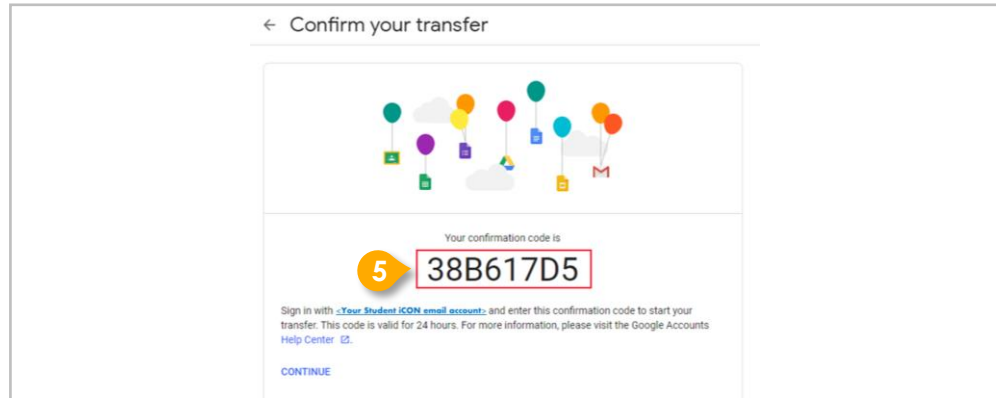 ← Confirm your transfer
Your confirmation code is
5
38B617D5
Sign in with <Your Student iCON email account> and enter this confirmation code to start your
transfer. This code is valid for 24 hours. For more information, please visit the Google Accounts
Help Center.
CONTINUE